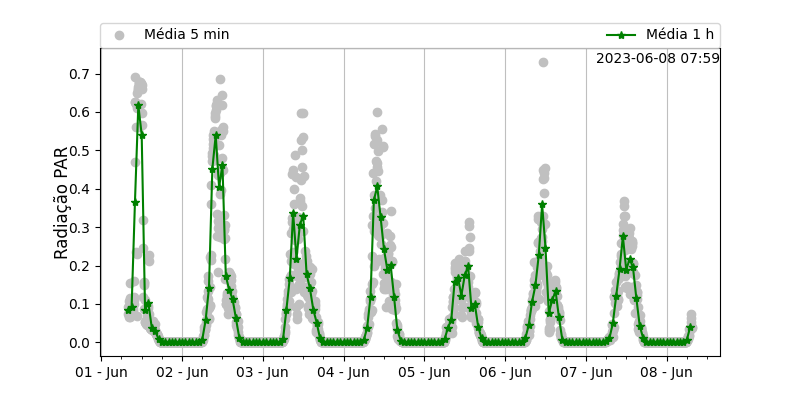 Média 5 min
Média 1 h
2023-06-08 07:59
Radiação PAR
0.7
0.6
0.5
0.4
0.3
0.2
0.1
0.0
01 - Jun
02 - Jun
03 - Jun
04 - Jun
05 - Jun
06 - Jun
07 - Jun
08 - Jun